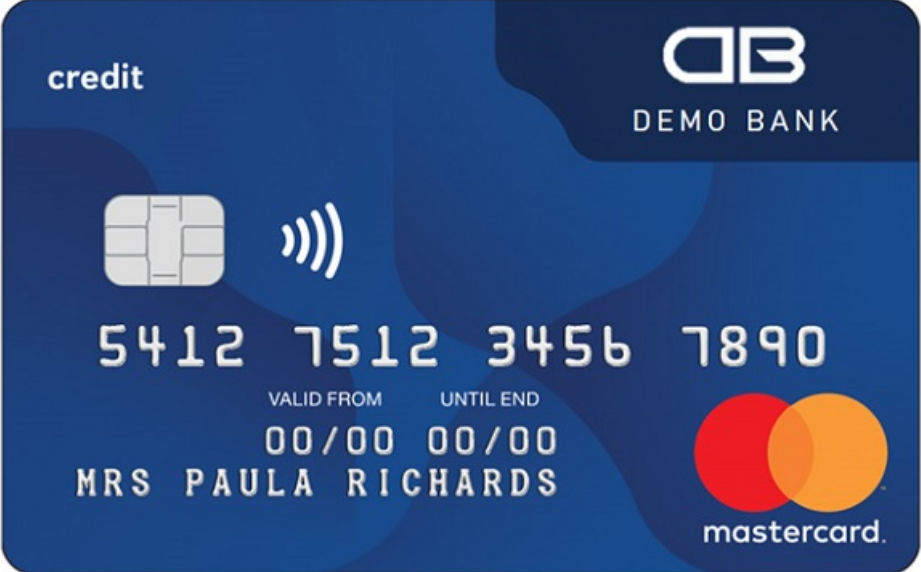 credit
DB
DEMO BANK
5412 7512 3456 7890
VALID FROM UNTIL END
00/00 00/00
MRS PAULA RICHARDS
mastercard.